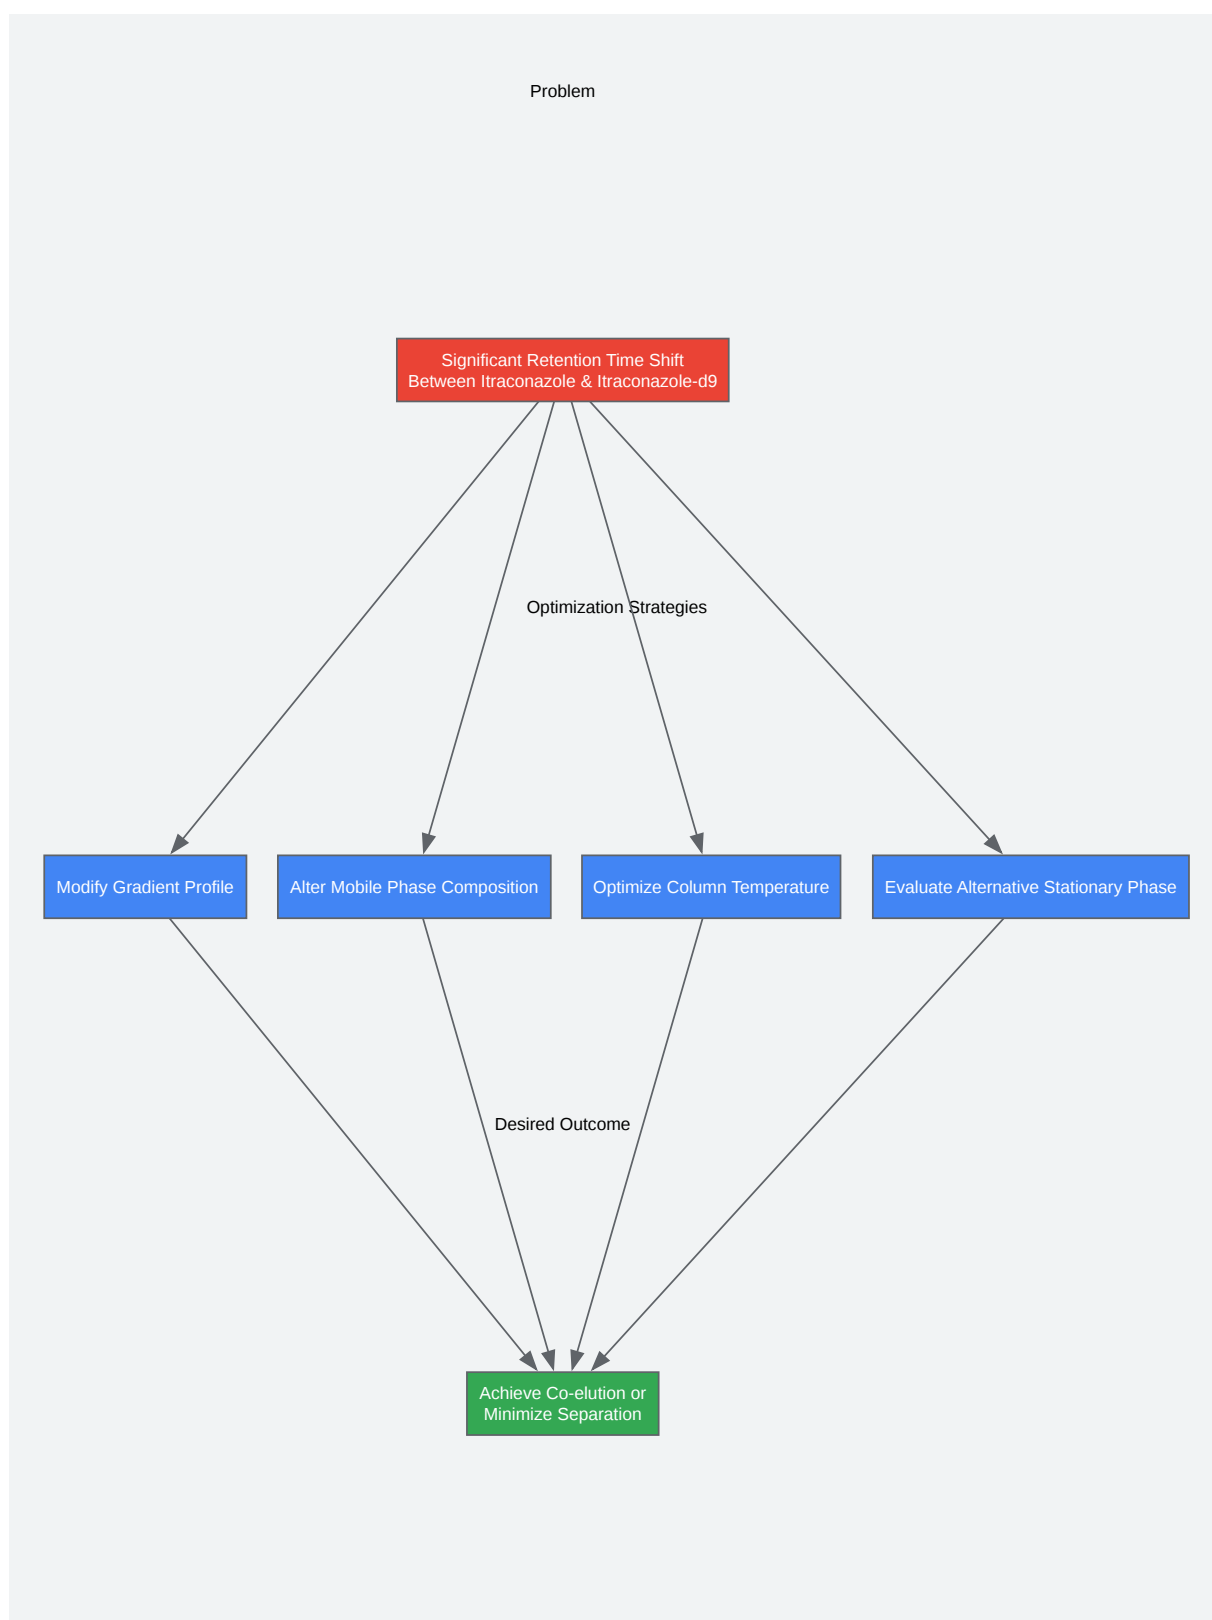 Problem
Significant Retention Time Shift
Between Itraconazole & Itraconazole-d9
Optimization Strategies
Modify Gradient Profile
Alter Mobile Phase Composition
Optimize Column Temperature
Evaluate Alternative Stationary Phase
Desired Outcome
Achieve Co-elution or
Minimize Separation